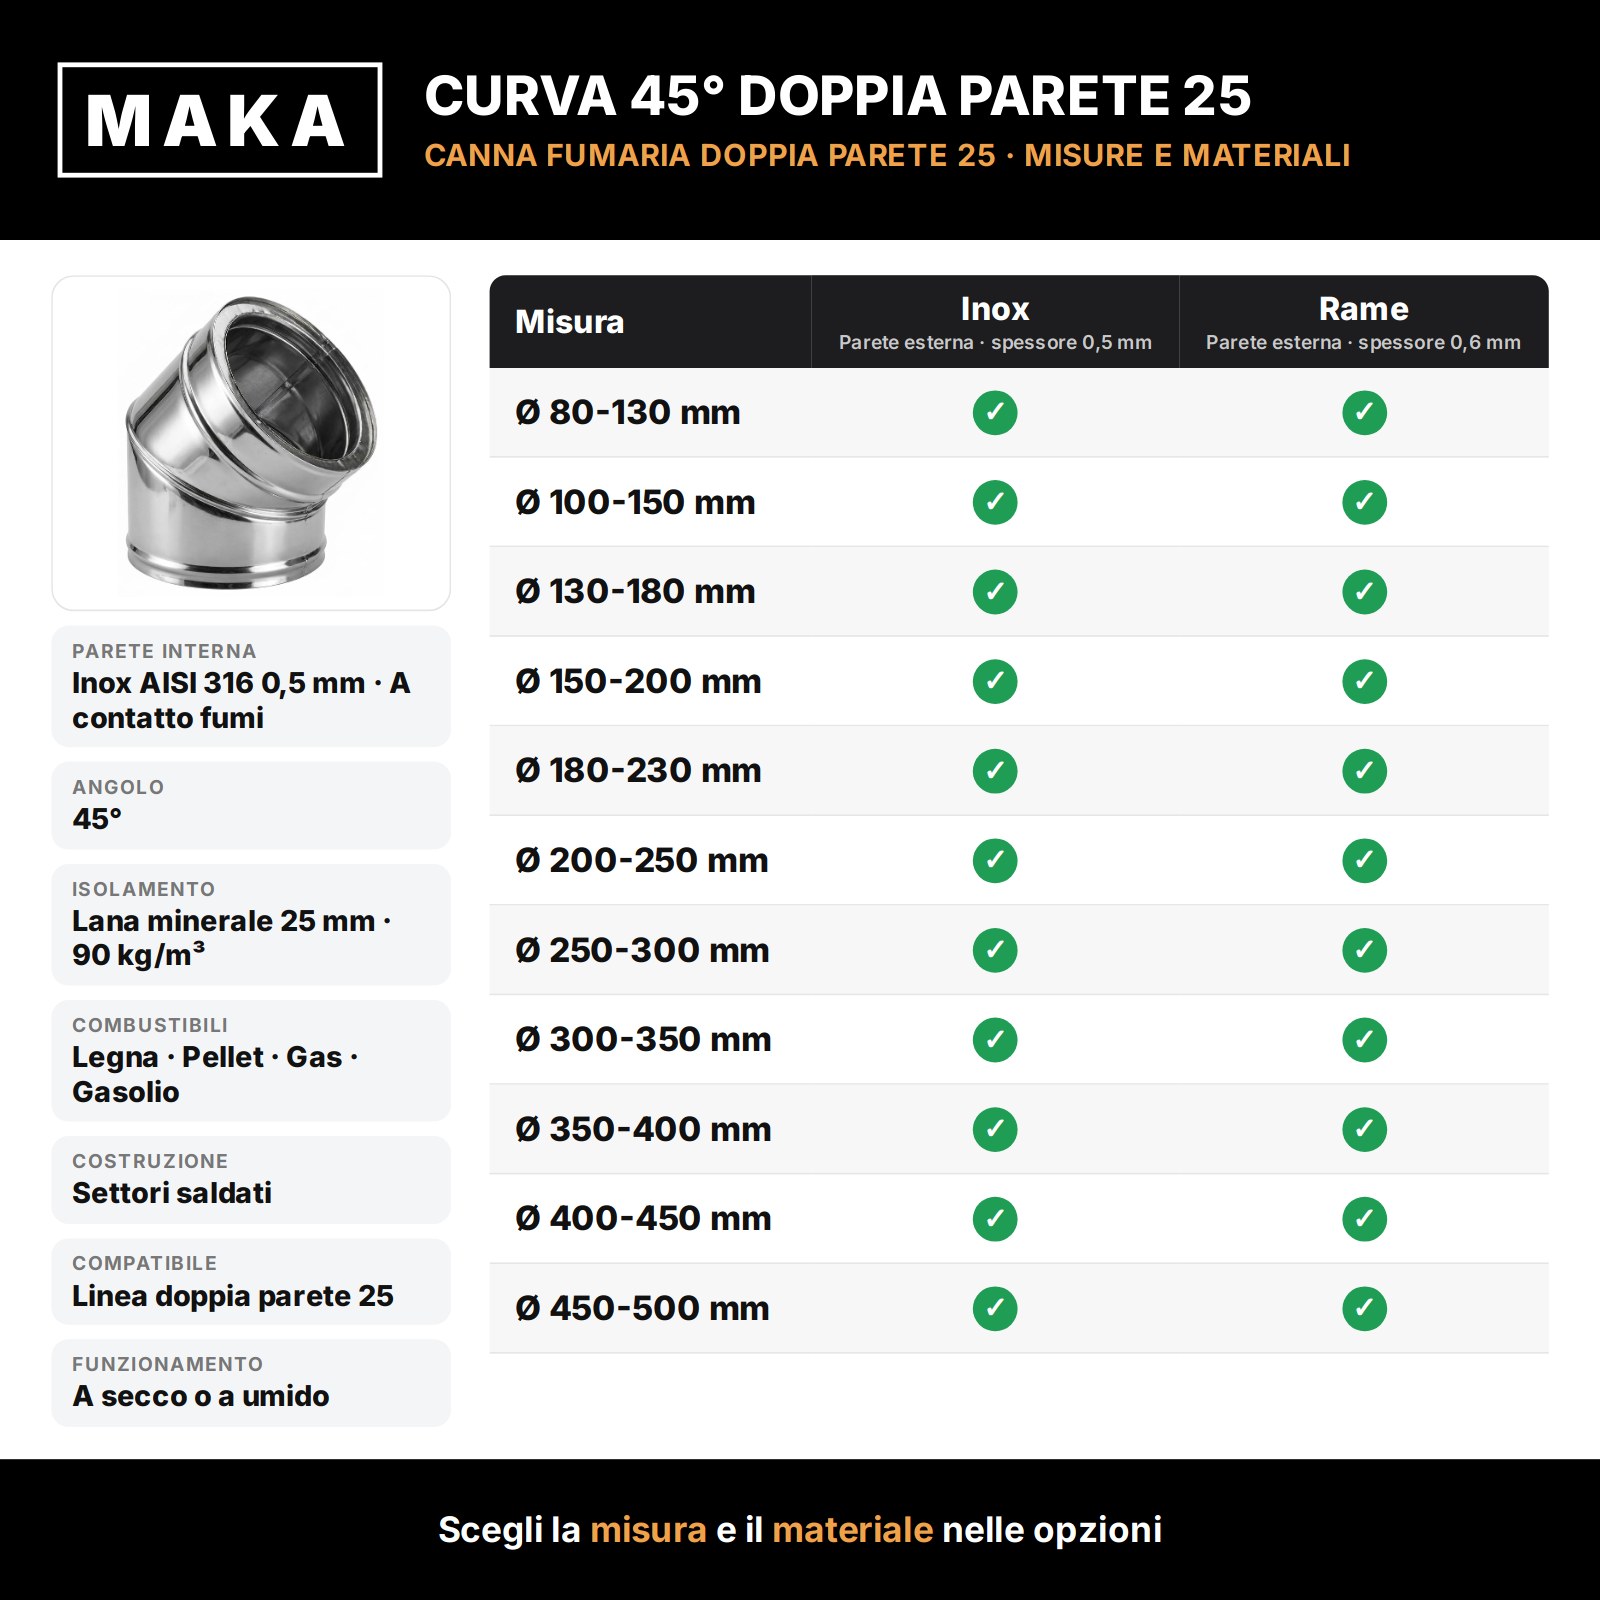 MAKA
CURVA 45° DOPPIA PARETE 25
CANNA FUMARIA DOPPIA PARETE 25 · MISURE E MATERIALI
PARETE INTERNA
Inox AISI 316 0,5 mm · A
contatto fumi
ANGOLO
45°
ISOLAMENTO
Lana minerale 25 mm ·
90 kg/m³
COMBUSTIBILI
Legna · Pellet · Gas ·
Gasolio
COSTRUZIONE
Settori saldati
COMPATIBILE
Linea doppia parete 25
FUNZIONAMENTO
A secco o a umido
Misura Inox Rame
Parete esterna · spessore 0,5 mm Parete esterna · spessore 0,6 mm
Ø 80-130 mm ✓ ✓
Ø 100-150 mm ✓ ✓
Ø 130-180 mm ✓ ✓
Ø 150-200 mm ✓ ✓
Ø 180-230 mm ✓ ✓
Ø 200-250 mm ✓ ✓
Ø 250-300 mm ✓ ✓
Ø 300-350 mm ✓ ✓
Ø 350-400 mm ✓ ✓
Ø 400-450 mm ✓ ✓
Ø 450-500 mm ✓ ✓
Scegli la misura e il materiale nelle opzioni